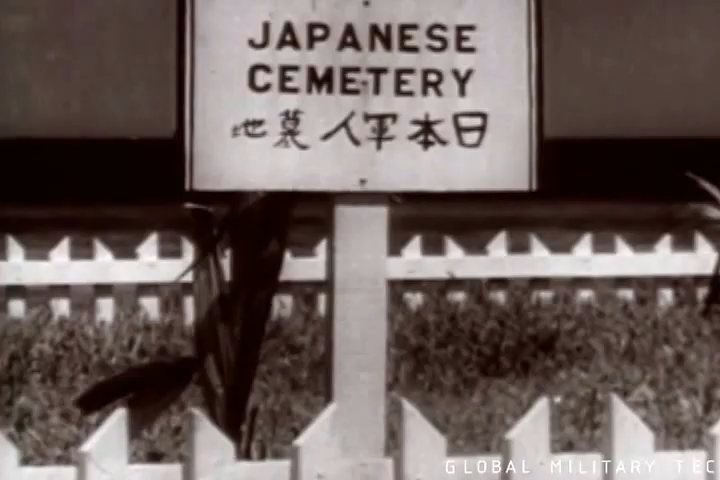 JAPANESE
CEMETERY
日本軍人墓地
GLOBAL MILITARY TEC